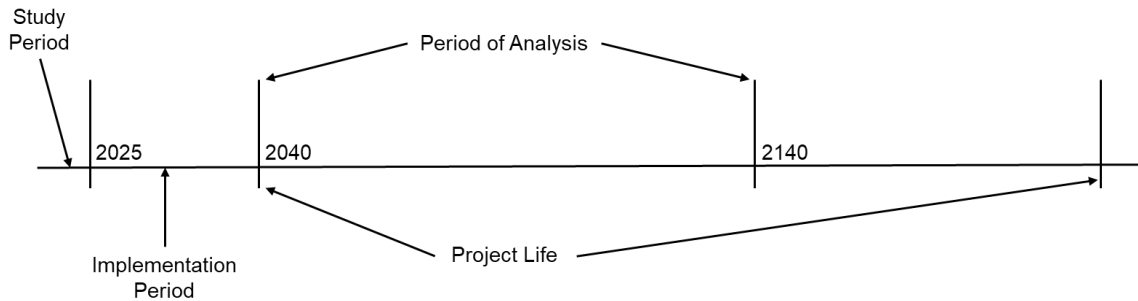 Study
Period
Period of Analysis
2025
2040
2140
Project Life
Implementation
Period